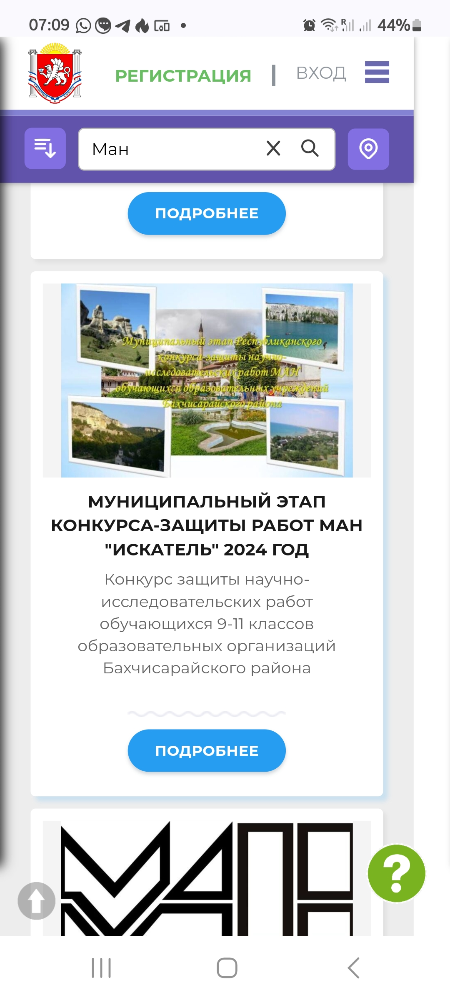 07:09
R
44%
РЕГИСТРАЦИЯ | ВХОД
Ман
ПОДРОБНЕЕ
Муниципальный этап Республиканского
конкурса-защиты научно-
исследовательских работ МАН
обучающихся образовательных учреждений
Бахчисарайского района
МУНИЦИПАЛЬНЫЙ ЭТАП
КОНКУРСА-ЗАЩИТЫ РАБОТ МАН
"ИСКАТЕЛЬ" 2024 ГОД
Конкурс защиты научно-
исследовательских работ
обучающихся 9-11 классов
образовательных организаций
Бахчисарайского района
ПОДРОБНЕЕ
МАН
?